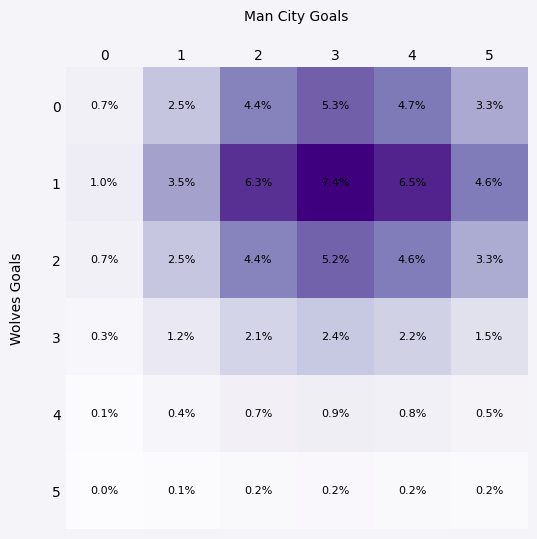 Man City Goals
0 1 2 3 4 5
0 0.7% 2.5% 4.4% 5.3% 4.7% 3.3%
1 1.0% 3.5% 6.3% 7.4% 6.5% 4.6%
2 0.7% 2.5% 4.4% 5.2% 4.6% 3.3%
3 0.3% 1.2% 2.1% 2.4% 2.2% 1.5%
4 0.1% 0.4% 0.7% 0.9% 0.8% 0.5%
5 0.0% 0.1% 0.2% 0.2% 0.2% 0.2%
Wolves Goals